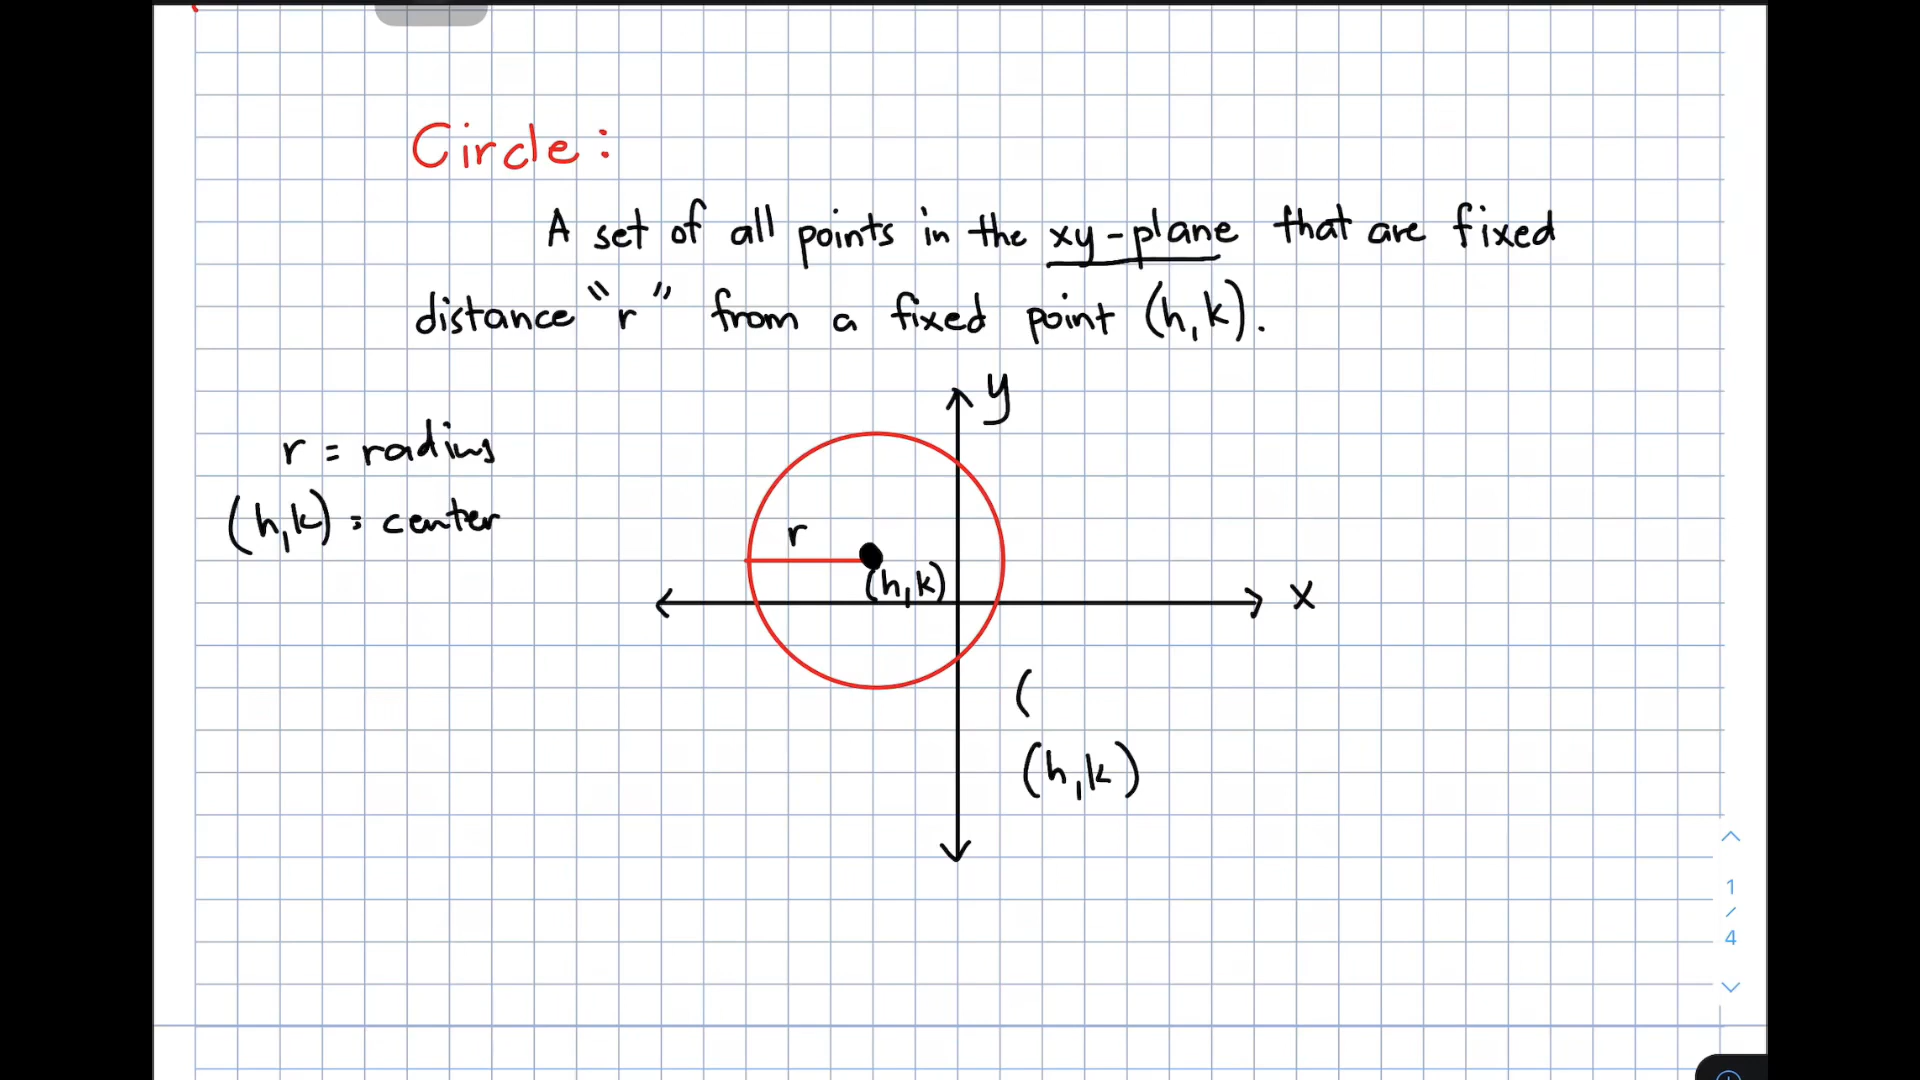 Circle:
A set of all points in the xy-plane that are fixed
distance "r" from a fixed point (h,k).
y
r = radius
(h,k) = center
r
(h,k)
x
(
(h,k)
1
/
4